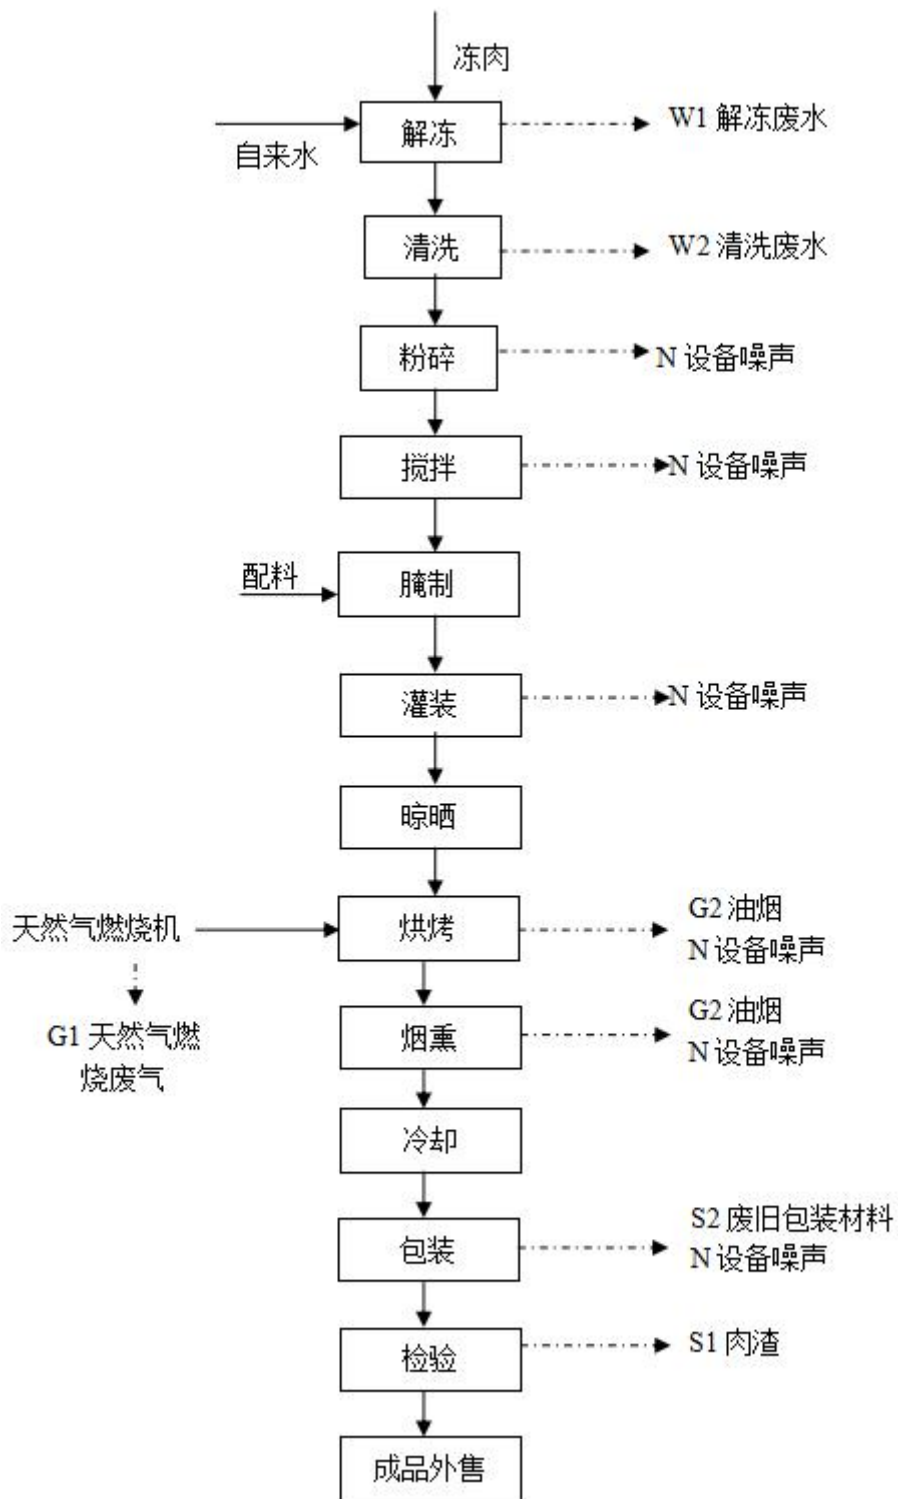 冻肉
解冻
W1 解冻废水
自来水
清洗
W2 清洗废水
粉碎
N 设备噪声
搅拌
N 设备噪声
配料
腌制
灌装
N 设备噪声
晾晒
天然气燃烧机
烘烤
G2 油烟
N 设备噪声
G1 天然气燃
烧废气
烟熏
G2 油烟
N 设备噪声
冷却
包装
S2 废旧包装材料
N 设备噪声
检验
S1 肉渣
成品外售